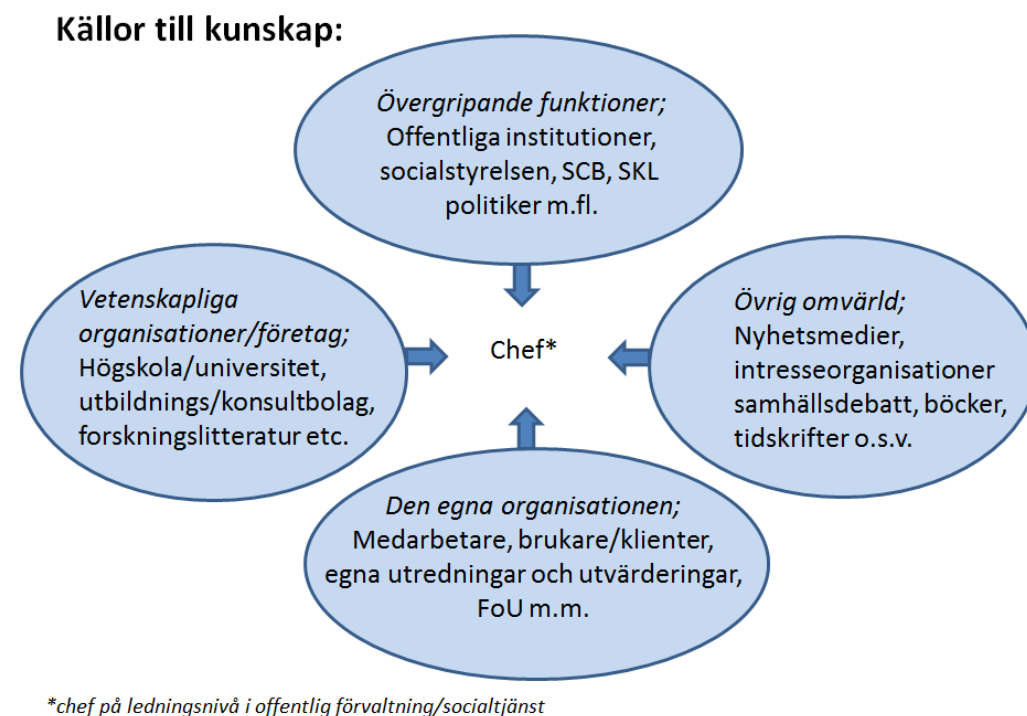 Källor till kunskap:
Övergripande funktioner;
Offentliga institutioner,
socialstyrelsen, SCB, SKL
politiker m.fl.
Vetenskapliga
organisationer/företag;
Högskola/universitet,
utbildnings/konsultbolag,
forskningslitteratur etc.
Chef*
Övrig omvärld;
Nyhetsmedier,
intresseorganisationer
samhällsdebatt, böcker,
tidskrifter o.s.v.
Den egna organisationen;
Medarbetare, brukare/klienter,
egna utredningar och utvärderingar,
FoU m.m.
*chef på ledningsnivå i offentlig förvaltning/socialtjänst